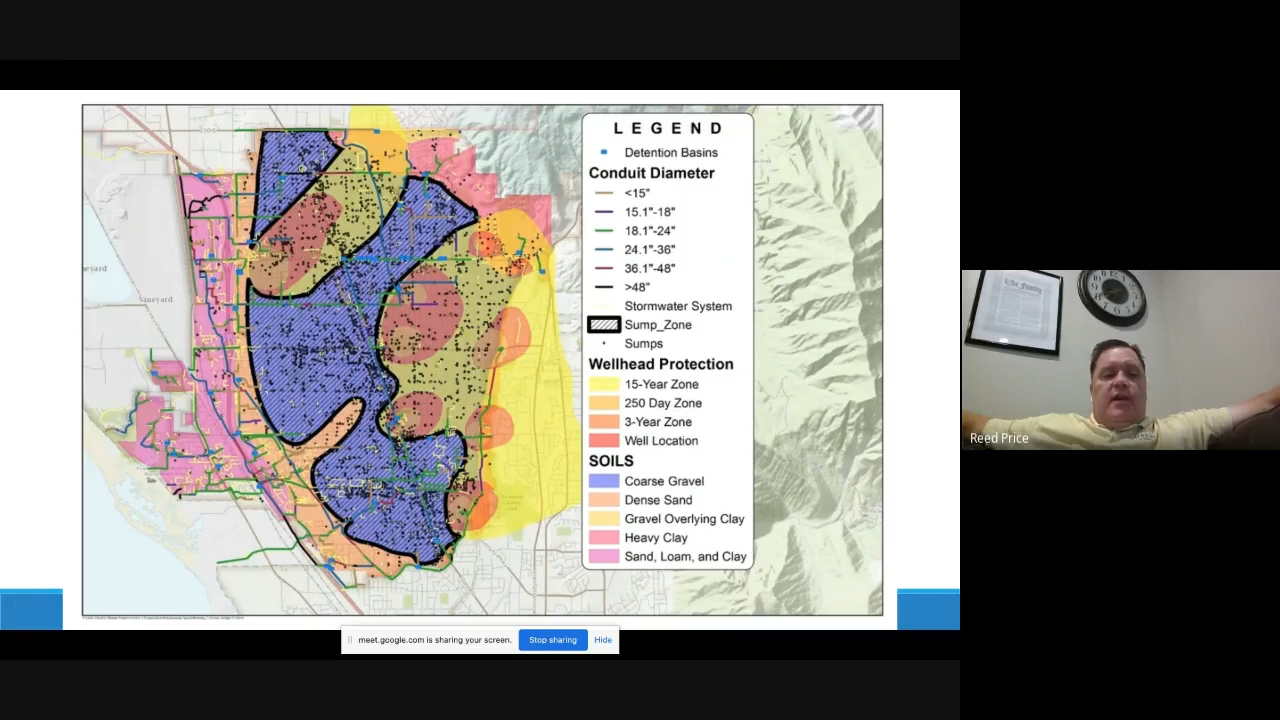 LEGEND
Detention Basins
Conduit Diameter
<15"
15.1"-18"
18.1"-24"
24.1"-36"
36.1"-48"
>48"
Stormwater System
Sump_Zone
Sumps
Wellhead Protection
15-Year Zone
250 Day Zone
3-Year Zone
Well Location
SOILS
Coarse Gravel
Dense Sand
Gravel Overlying Clay
Heavy Clay
Sand, Loam, and Clay
eyard
Vineyard
Reed Price
meet.google.com is sharing your screen.
Stop sharing
Hide